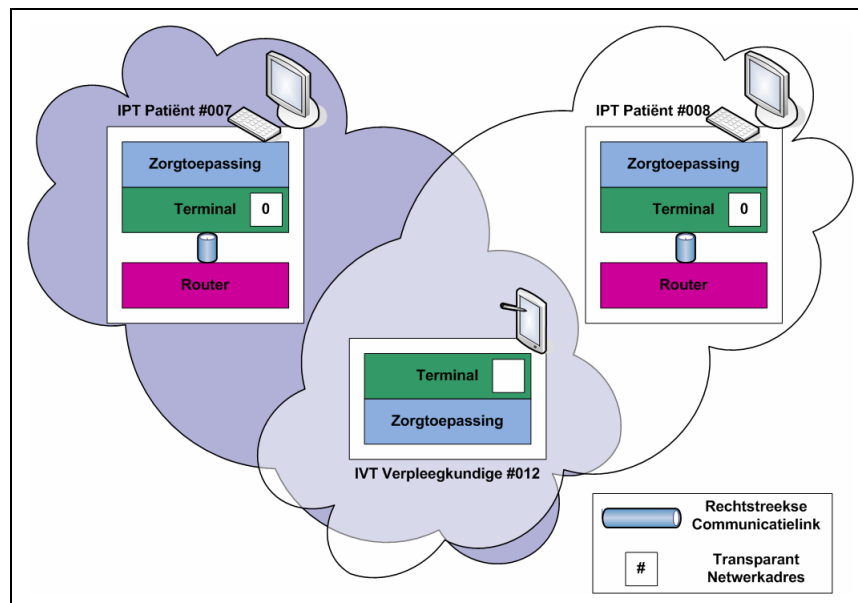 IPT Patiënt #007
Zorgtoepassing
Terminal 0
Router
IPT Patiënt #008
Zorgtoepassing
Terminal 0
Router
Terminal
Zorgtoepassing
IVT Verpleegkundige #012
Rechtstreekse
Communicatielink
# Transparant
Netwerkadres